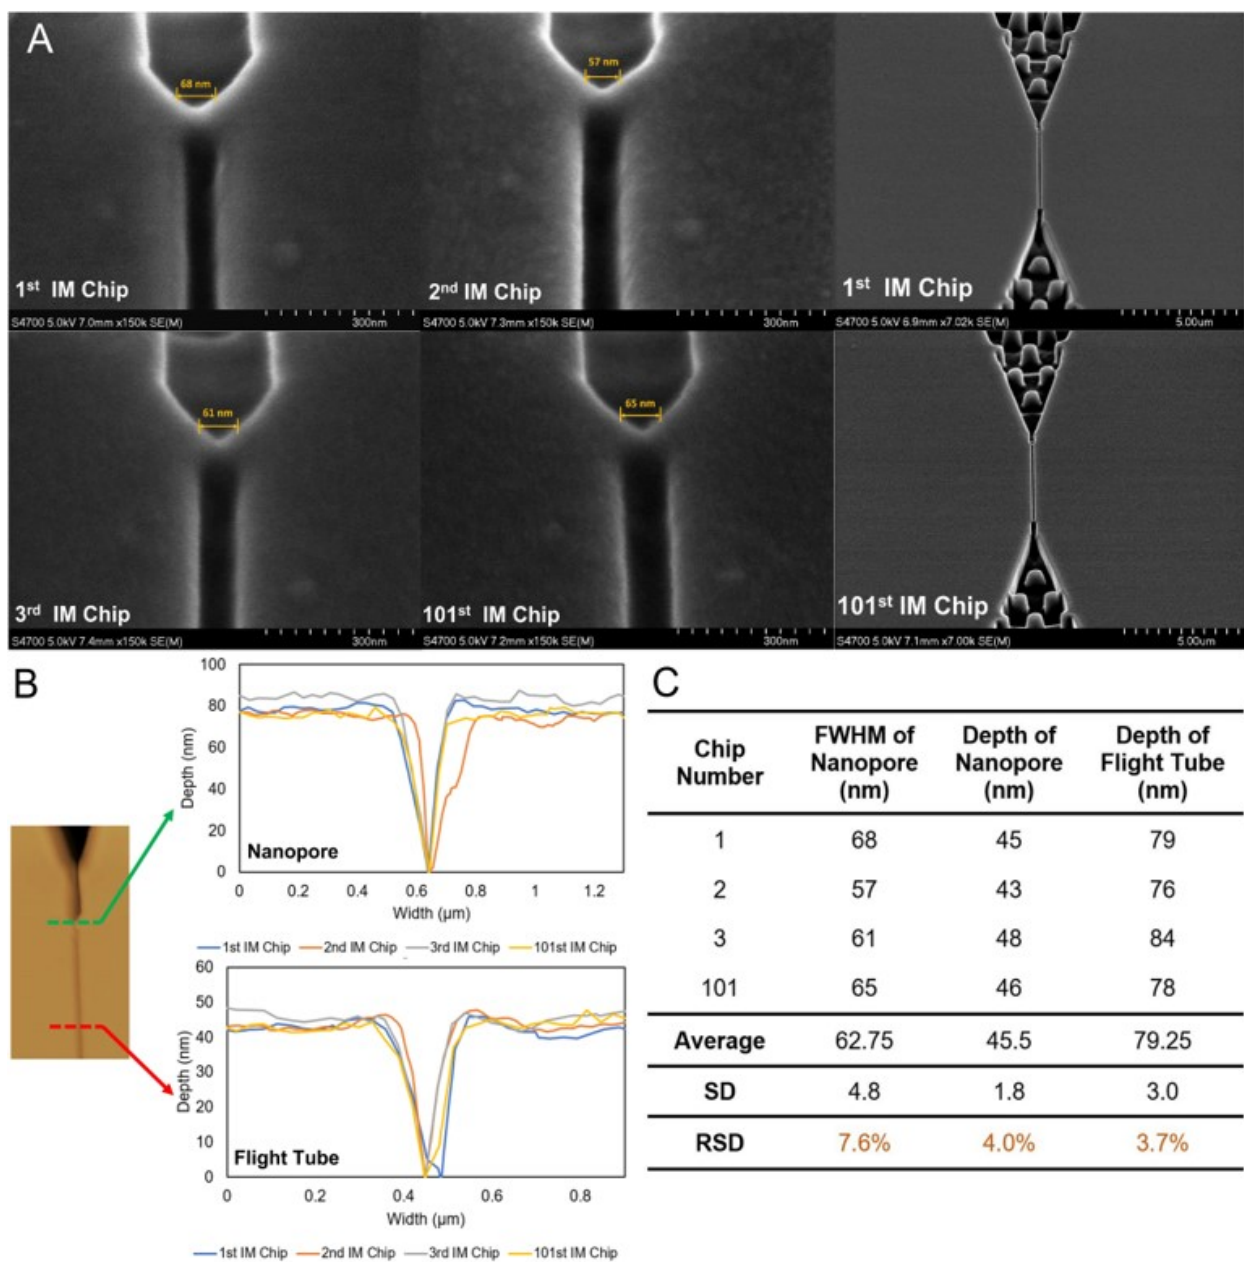 A
68 nm
1st IM Chip
S4700 5.0kV 7.0mm x150k SE(M) 300nm
57 nm
2nd IM Chip
S4700 5.0kV 7.3mm x150k SE(M) 300nm
1st IM Chip
S4700 5.0kV 6.9mm x7.02k SE(M) 5.00um
61 nm
3rd IM Chip
S4700 5.0kV 7.4mm x150k SE(M) 300nm
65 nm
101st IM Chip
S4700 5.0kV 7.2mm x150k SE(M) 300nm
101st IM Chip
S4700 5.0kV 7.1mm x7.00k SE(M) 5.00um
B
100
80
60
40
20
0
Depth (nm)
Nanopore
0 0.2 0.4 0.6 0.8 1 1.2
Width (µm)
1st IM Chip 2nd IM Chip 3rd IM Chip 101st IM Chip
60
50
40
30
20
10
0
Depth (nm)
Flight Tube
0 0.2 0.4 0.6 0.8
Width (µm)
1st IM Chip 2nd IM Chip 3rd IM Chip 101st IM Chip
C
Chip Number FWHM of Nanopore (nm) Depth of Nanopore (nm) Depth of Flight Tube (nm)
1 68 45 79
2 57 43 76
3 61 48 84
101 65 46 78
Average 62.75 45.5 79.25
SD 4.8 1.8 3.0
RSD 7.6% 4.0% 3.7%